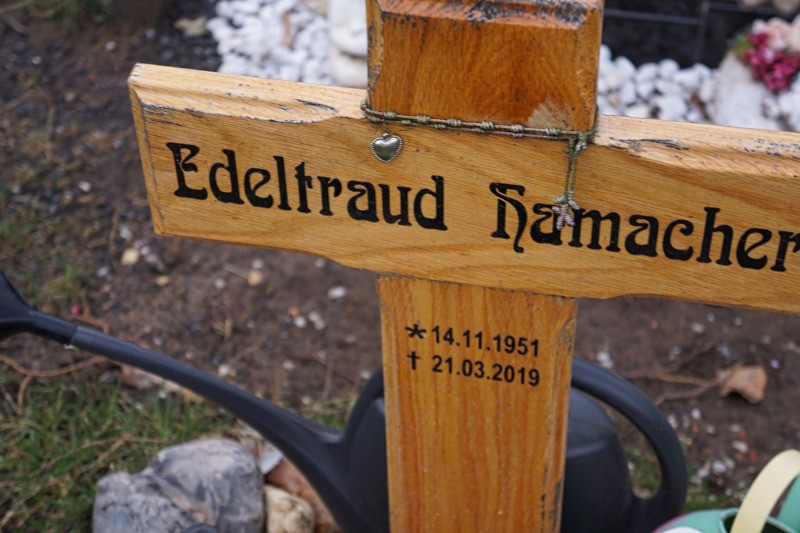 Edeltraud Hamacher
* 14.11.1951
† 21.03.2019